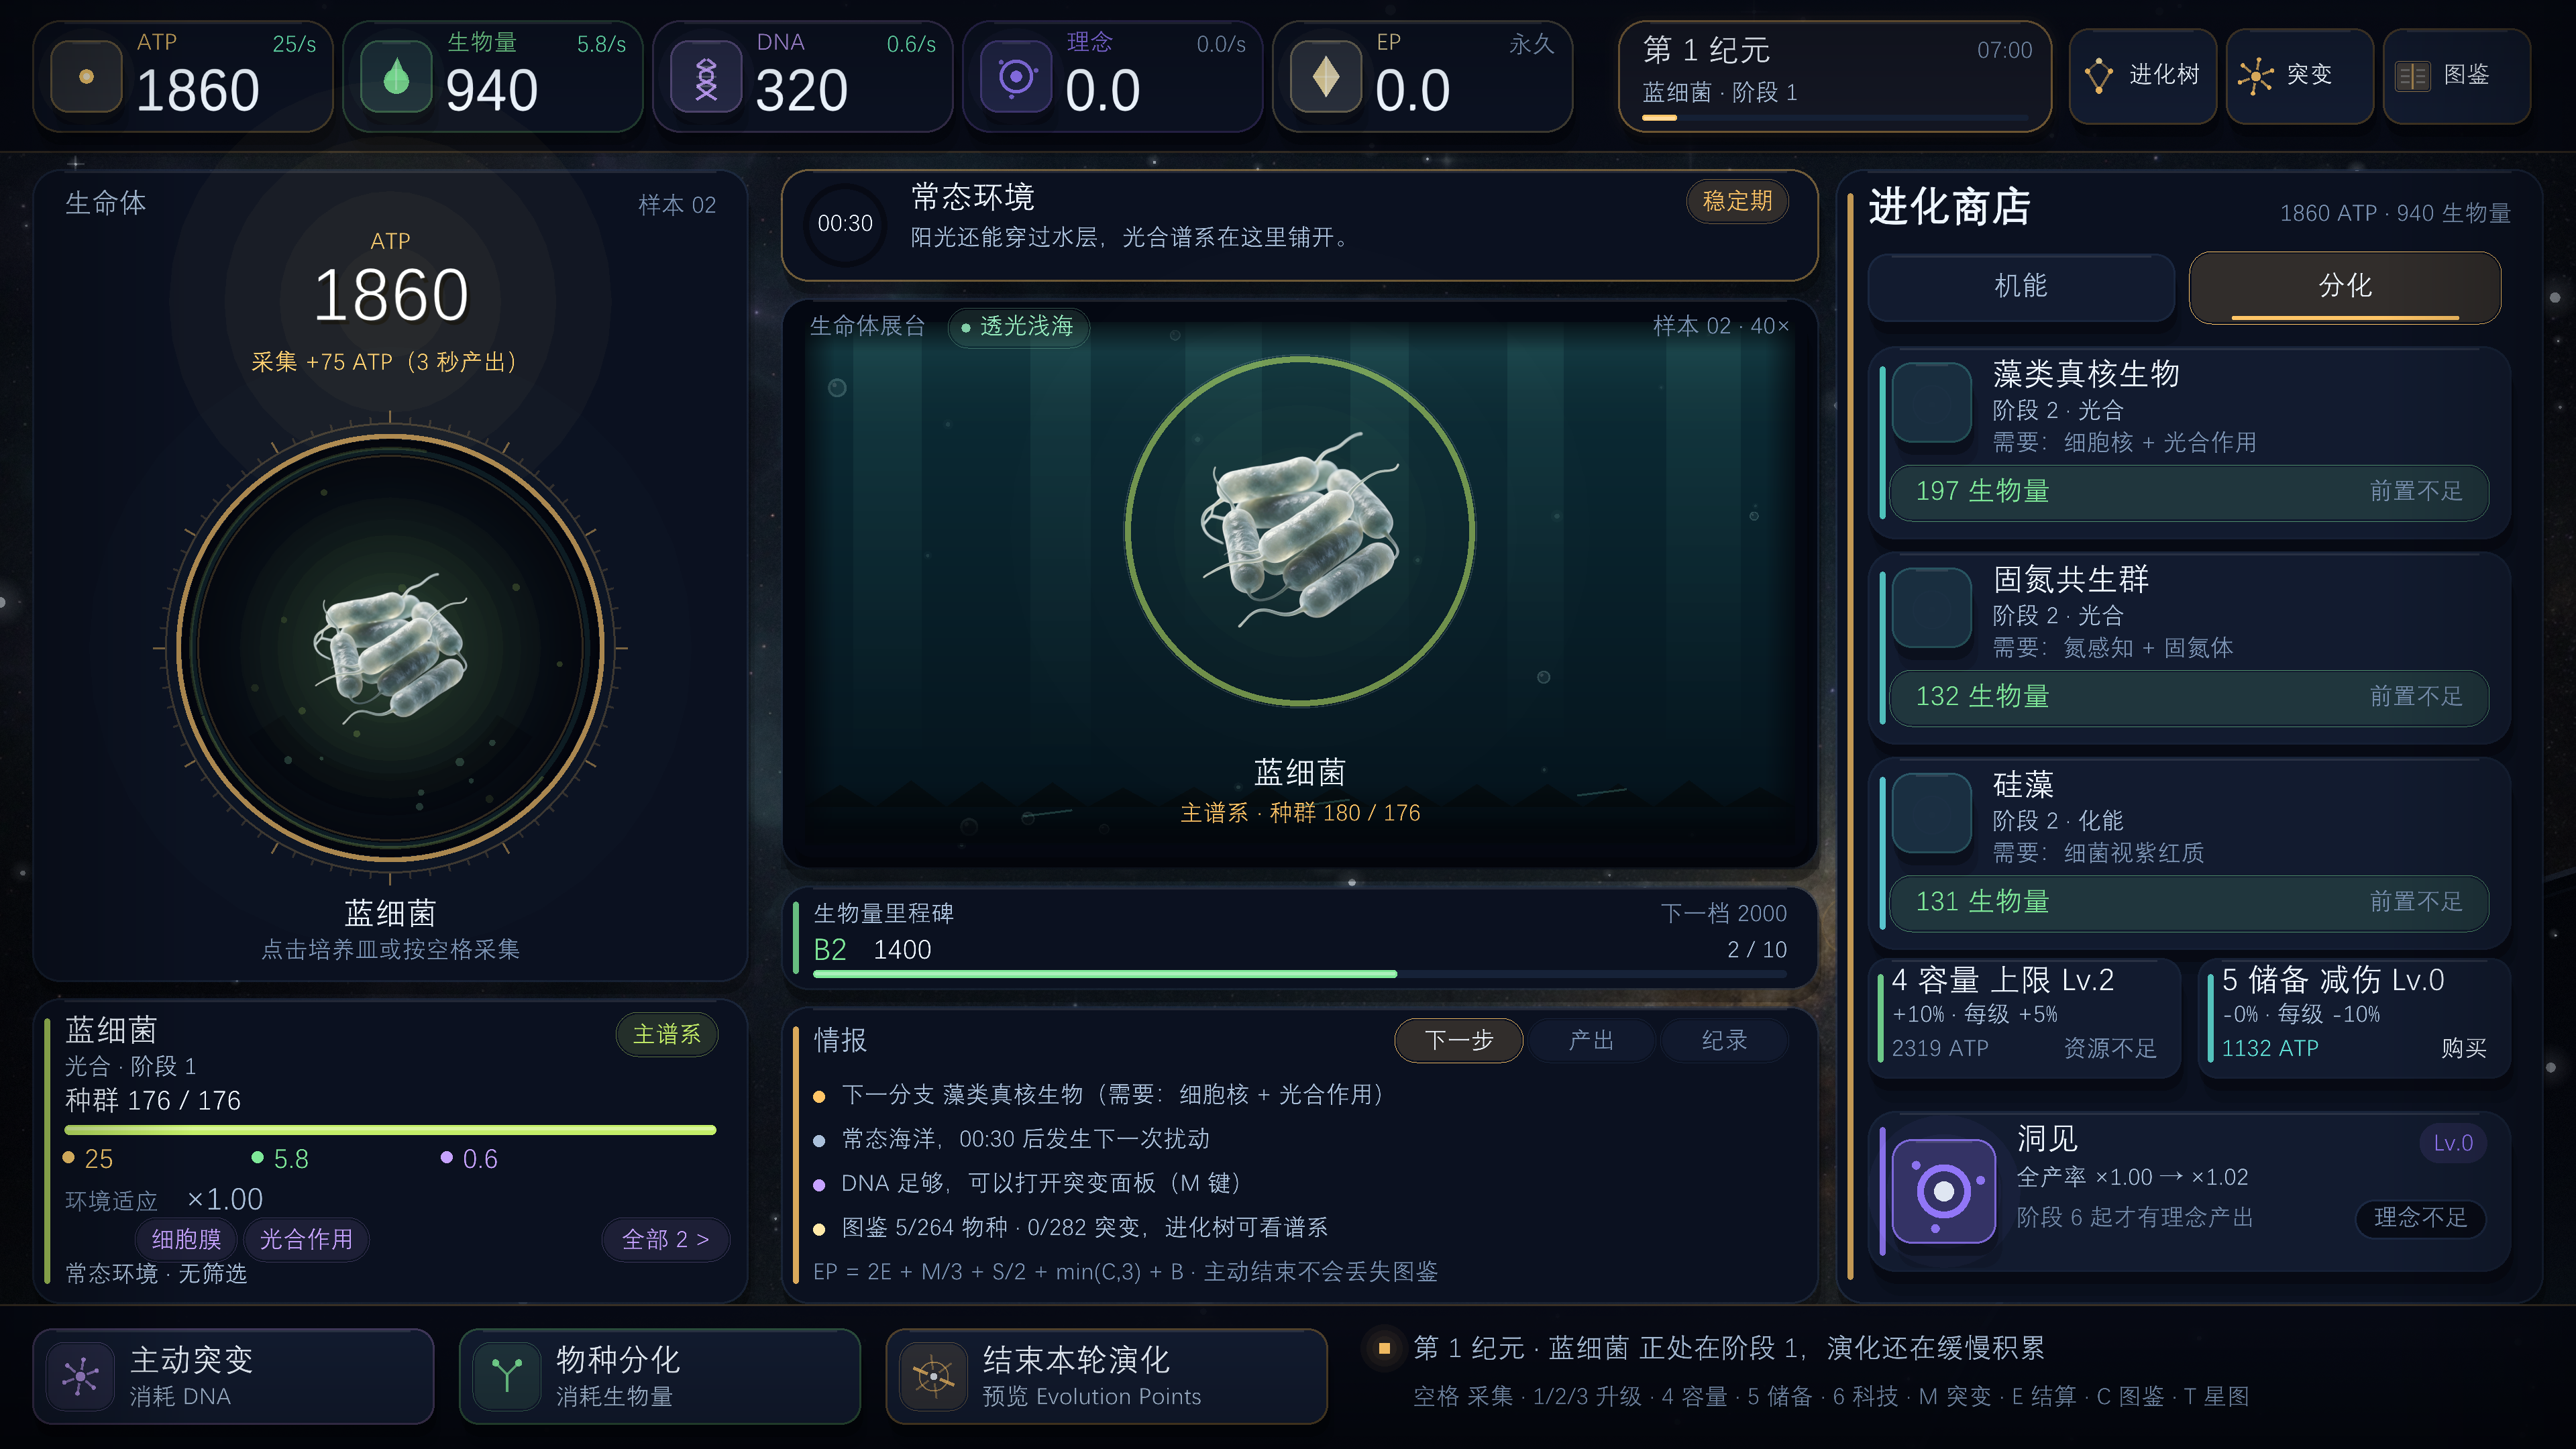 ATP 25/s
1860
生物量 5.8/s
940
DNA 0.6/s
320
理念 0.0/s
0.0
EP 永久
0.0
第 1 纪元 07:00
蓝细菌 · 阶段 1
进化树
突变
图鉴
生命体 样本 02
ATP
1860
采集 +75 ATP（3 秒产出）
蓝细菌
点击培养皿或按空格采集
蓝细菌 主谱系
光合 · 阶段 1
种群 176 / 176
25 5.8 0.6
环境适应 ×1.00
细胞膜 光合作用 全部 2 >
常态环境 · 无筛选
00:30
常态环境 稳定期
阳光还能穿过水层，光合谱系在这里铺开。
生命体展台 透光浅海 样本 02 · 40×
蓝细菌
主谱系 · 种群 180 / 176
生物量里程碑 下一档 2000
B2 1400 2 / 10
情报 下一步 产出 纪录
下一分支 藻类真核生物（需要：细胞核 + 光合作用）
常态海洋，00:30 后发生下一次扰动
DNA 足够，可以打开突变面板（M 键）
图鉴 5/264 物种 · 0/282 突变，进化树可看谱系
EP = 2E + M/3 + S/2 + min(C,3) + B · 主动结束不会丢失图鉴
进化商店 1860 ATP · 940 生物量
机能 分化
藻类真核生物
阶段 2 · 光合
需要：细胞核 + 光合作用
197 生物量 前置不足
固氮共生群
阶段 2 · 光合
需要：氮感知 + 固氮体
132 生物量 前置不足
硅藻
阶段 2 · 化能
需要：细菌视紫红质
131 生物量 前置不足
4 容量 上限 Lv.2
+10% · 每级 +5%
2319 ATP 资源不足
5 储备 减伤 Lv.0
-0% · 每级 -10%
1132 ATP 购买
洞见 Lv.0
全产率 ×1.00 → ×1.02
阶段 6 起才有理念产出 理念不足
主动突变
消耗 DNA
物种分化
消耗生物量
结束本轮演化
预览 Evolution Points
第 1 纪元 · 蓝细菌 正处在阶段 1，演化还在缓慢积累
空格 采集 · 1/2/3 升级 · 4 容量 · 5 储备 · 6 科技 · M 突变 · E 结算 · C 图鉴 · T 星图